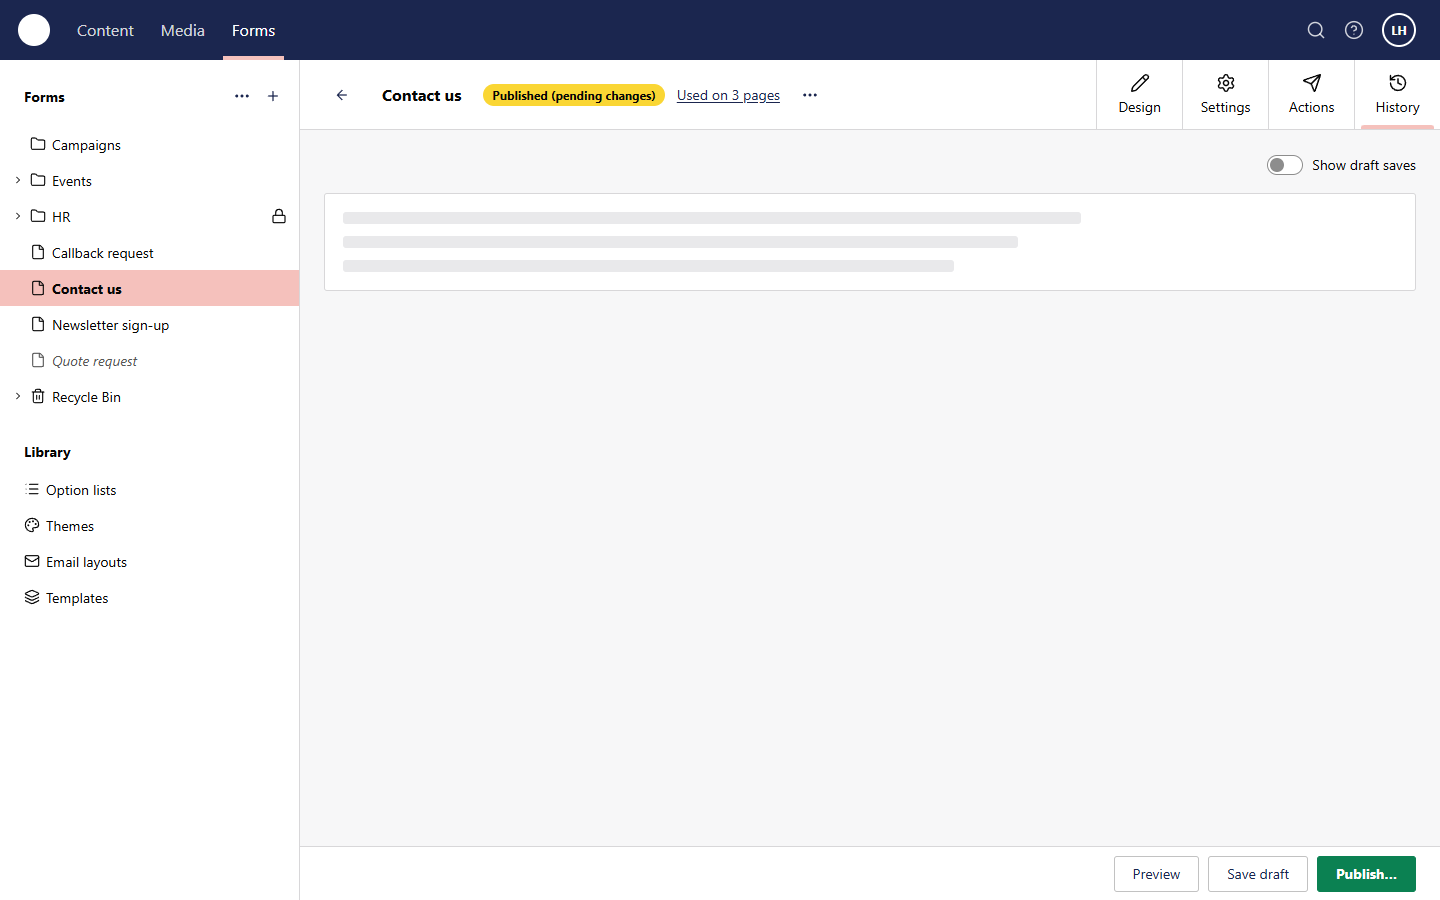 Content
Media
Forms
LH
Forms
Campaigns
Events
HR
Callback request
Contact us
Newsletter sign-up
Quote request
Recycle Bin
Library
Option lists
Themes
Email layouts
Templates
Contact us
Published (pending changes)
Used on 3 pages
Design
Settings
Actions
History
Show draft saves
Preview
Save draft
Publish...